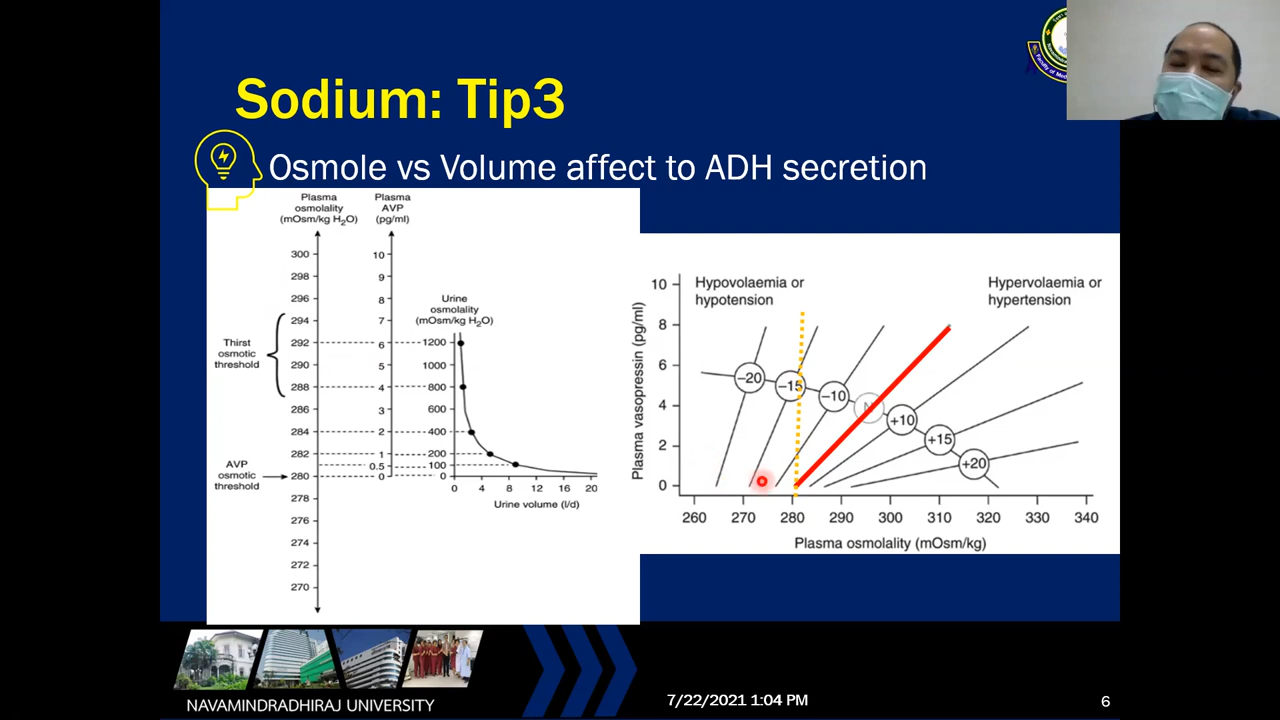 Sodium: Tip3
Osmole vs Volume affect to ADH secretion
Plasma
osmolality
(mOsm/kg H₂O)
Plasma
AVP
(pg/ml)
300
298
296
294
292
290
288
286
284
282
280
278
276
274
272
270
10
9
8
7
6
5
4
3
2
1
0.5
0
Thirst
osmotic
threshold
AVP
osmotic
threshold
Urine
osmolality
(mOsm/kg H₂O)
1200
1000
800
600
400
200
100
0
0 4 8 12 16 20
Urine volume (l/d)
Hypovolaemia or
hypotension
Hypervolaemia or
hypertension
Plasma vasopressin (pg/ml)
10
8
6
4
2
0
−20
−15
−10
N
+10
+15
+20
260 270 280 290 300 310 320 330 340
Plasma osmolality (mOsm/kg)
NAVAMINDRADHIRAJ UNIVERSITY
7/22/2021 1:04 PM
6